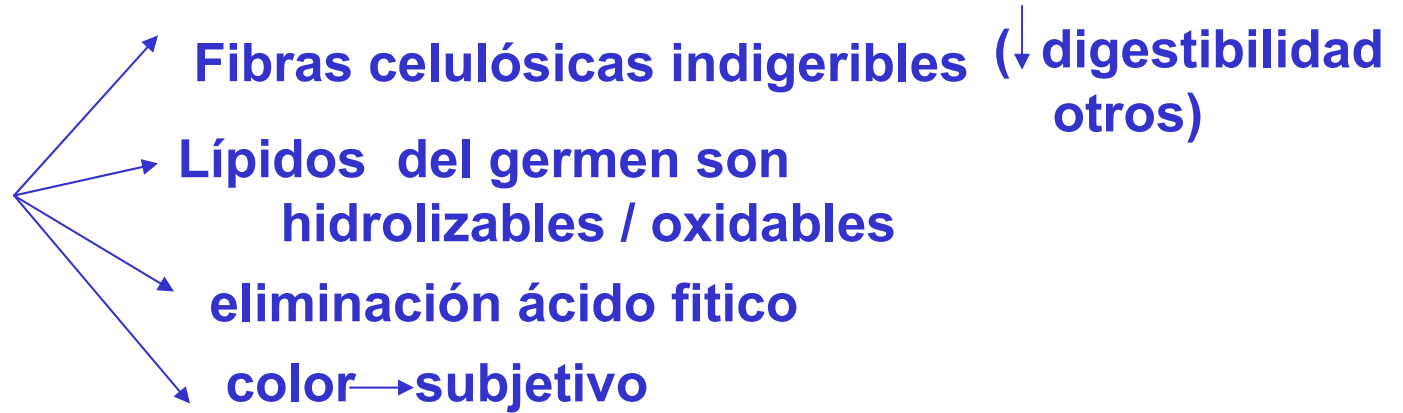 Fibras celulósicas indigeribles (↓ digestibilidad
otros)
Lípidos del germen son
hidrolizables / oxidables
eliminación ácido fitico
color→subjetivo